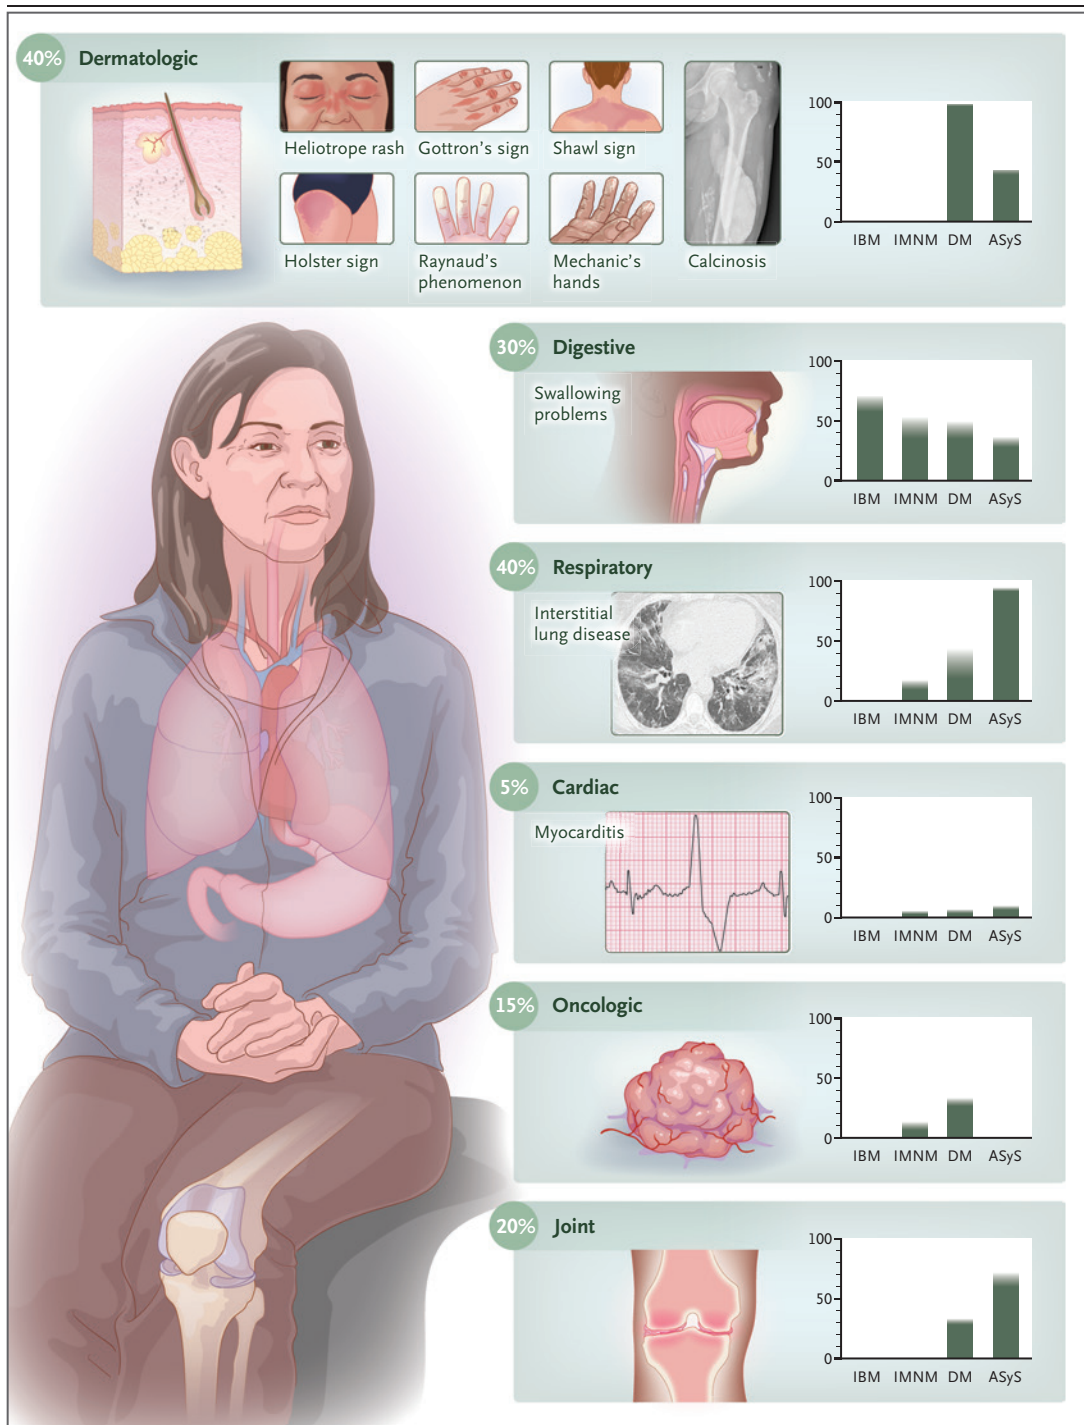 40% Dermatologic
Heliotrope rash
Gottron's sign
Shawl sign
Holster sign
Raynaud's
phenomenon
Mechanic's
hands
Calcinosis
100
50
0
IBM IMNM DM ASyS
30% Digestive
Swallowing
problems
100
50
0
IBM IMNM DM ASyS
40% Respiratory
Interstitial
lung disease
100
50
0
IBM IMNM DM ASyS
5% Cardiac
Myocarditis
100
50
0
IBM IMNM DM ASyS
15% Oncologic
100
50
0
IBM IMNM DM ASyS
20% Joint
100
50
0
IBM IMNM DM ASyS